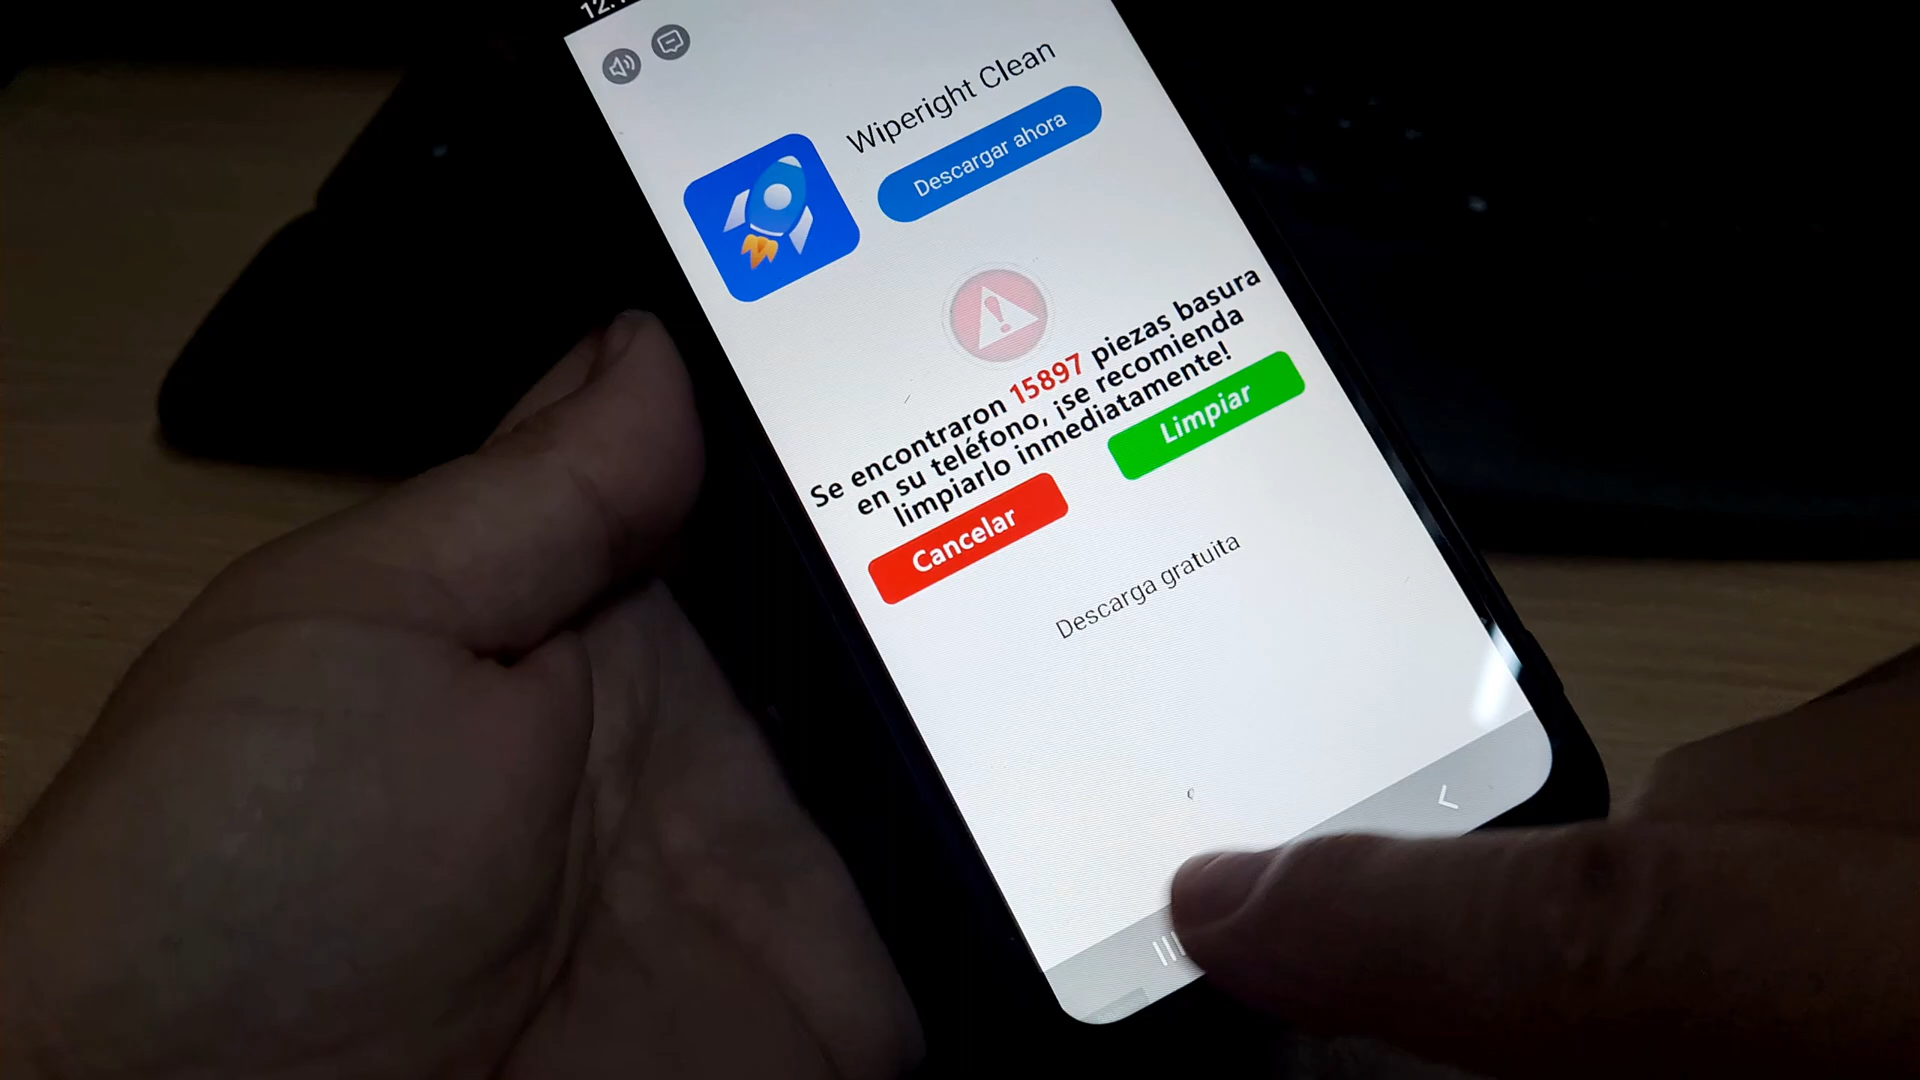 Wiperight Clean
Descargar ahora
Se encontraron 15897 piezas basura
en su teléfono, ¡se recomienda
limpiarlo inmediatamente!
Cancelar
Limpiar
Descarga gratuita